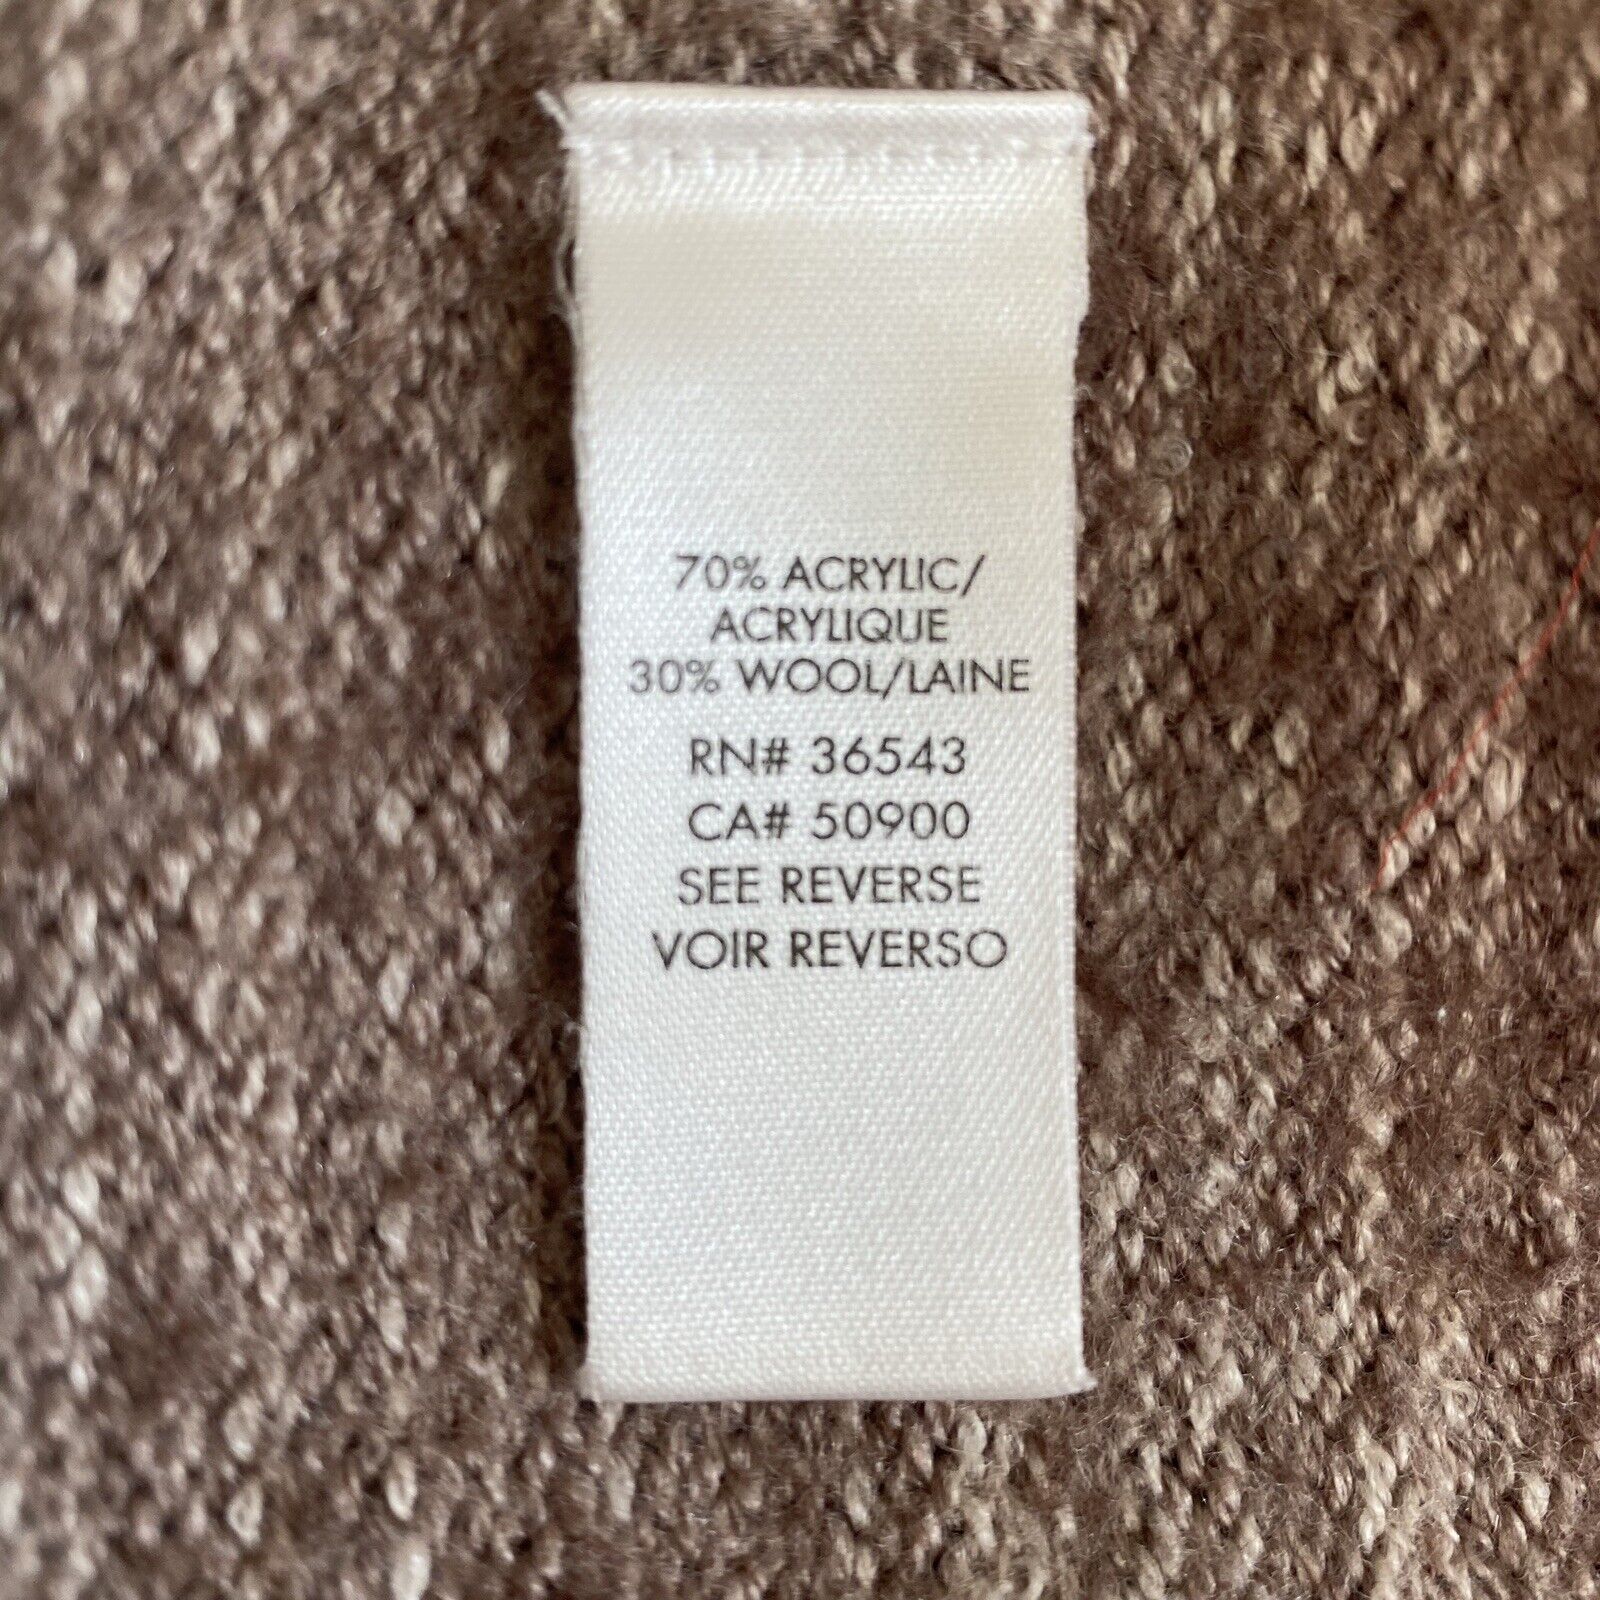 70% ACRYLIC/
ACRYLIQUE
30% WOOL/LAINE
RN# 36543
CA# 50900
SEE REVERSE
VOIR REVERSO